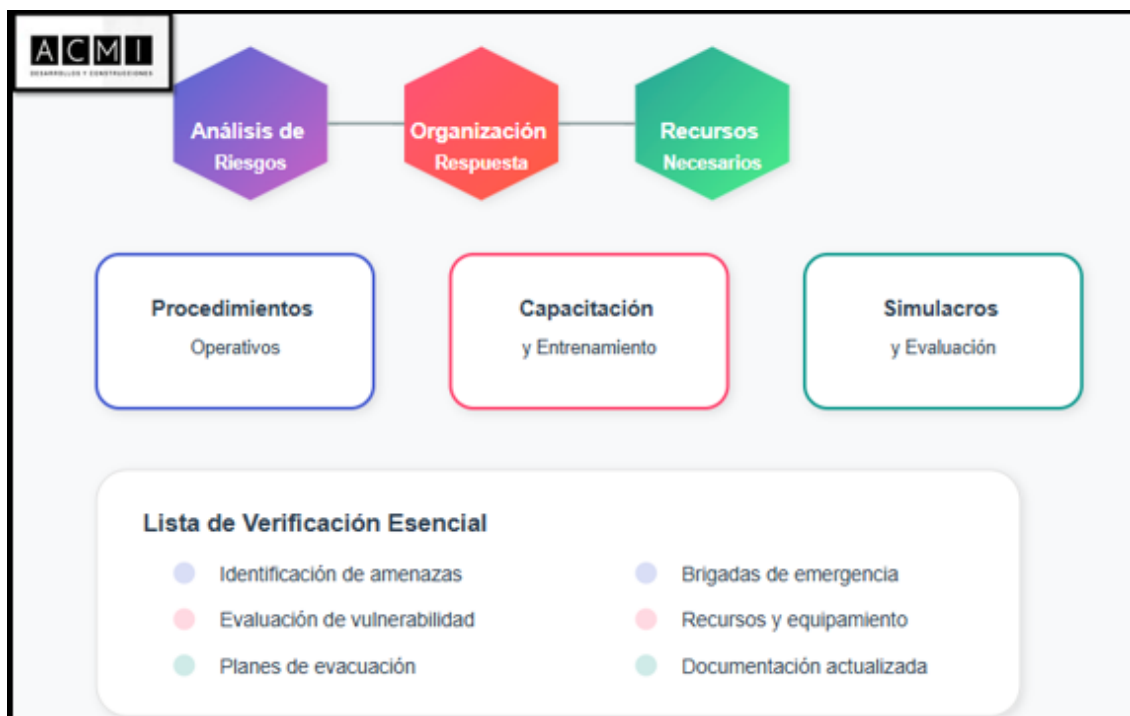 ACMI
DESARROLLOS Y CONSTRUCCIONES
Análisis de
Riesgos
Organización
Respuesta
Recursos
Necesarios
Procedimientos
Operativos
Capacitación
y Entrenamiento
Simulacros
y Evaluación
Lista de Verificación Esencial
Identificación de amenazas
Brigadas de emergencia
Evaluación de vulnerabilidad
Recursos y equipamiento
Planes de evacuación
Documentación actualizada